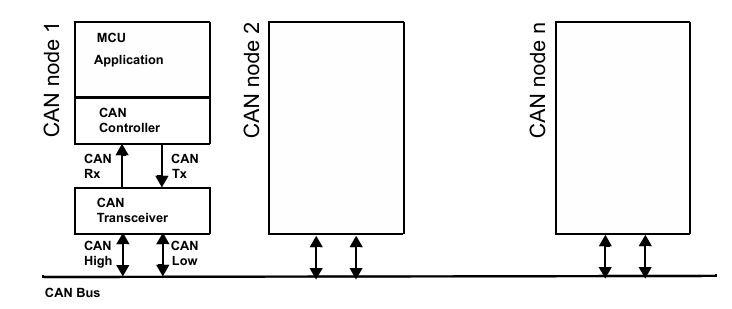 CAN node 1
MCU
Application
CAN
Controller
CAN
Rx
CAN
Tx
CAN
Transceiver
CAN
High
CAN
Low
CAN node 2
CAN node n
CAN Bus